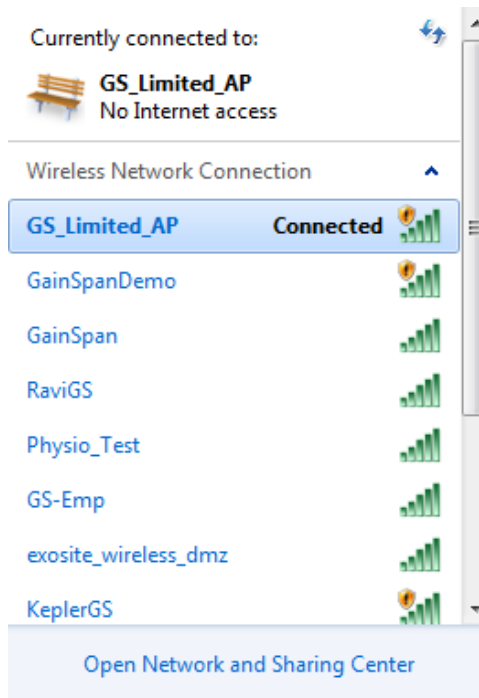 Currently connected to:
GS_Limited_AP
No Internet access
Wireless Network Connection
GS_Limited_AP Connected
GainSpanDemo
GainSpan
RaviGS
Physio_Test
GS-Emp
exosite_wireless_dmz
KeplerGS
Open Network and Sharing Center